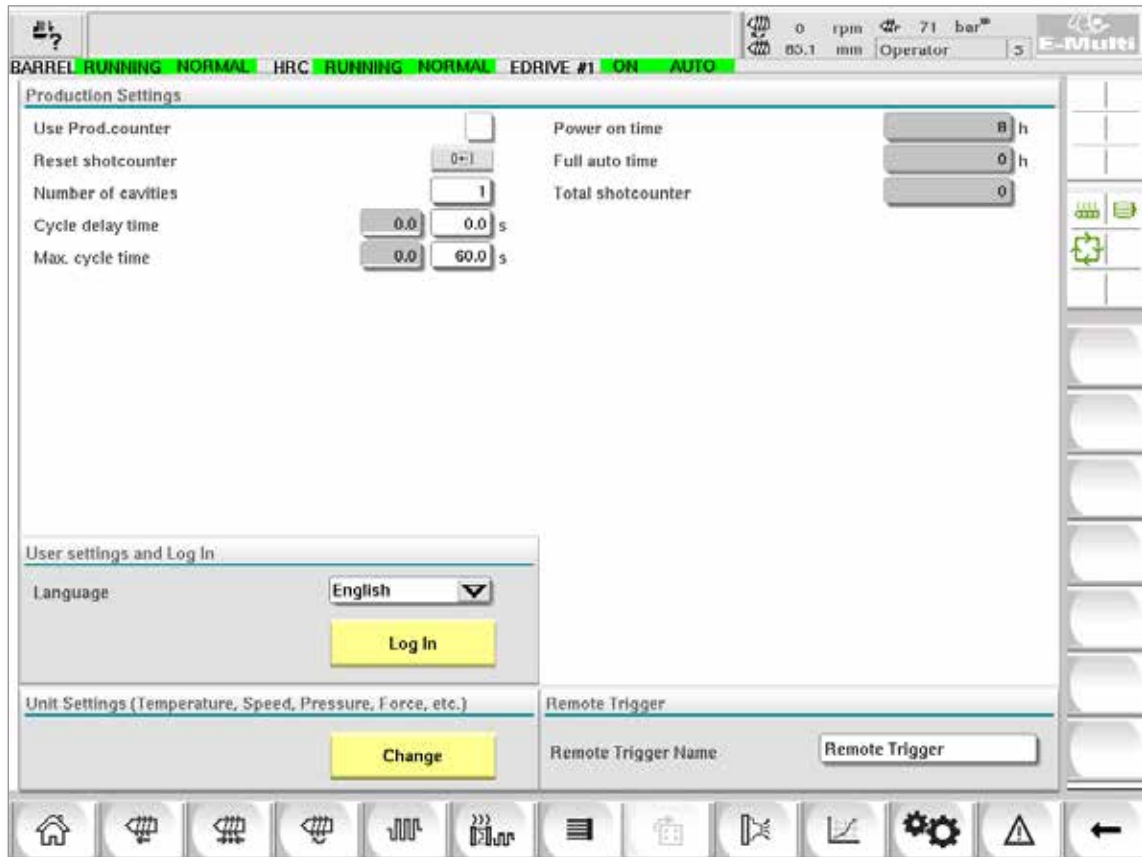 ?
0 rpm 71 bar
85.1 mm Operator 5
E-Multi
BARREL RUNNING NORMAL HRC RUNNING NORMAL EDRIVE #1 ON AUTO
Production Settings
Use Prod.counter
Reset shotcounter
Number of cavities 1
Cycle delay time 0.0 0.0 s
Max. cycle time 0.0 60.0 s
Power on time 8 h
Full auto time 0 h
Total shotcounter 0
User settings and Log In
Language English
Log In
Unit Settings (Temperature, Speed, Pressure, Force, etc.)
Change
Remote Trigger
Remote Trigger Name Remote Trigger